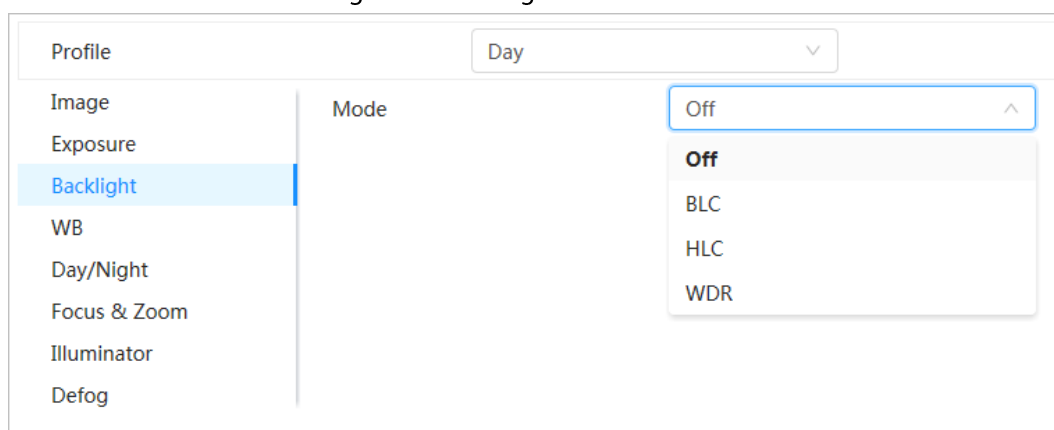 Profile Day
Image
Mode Off
Exposure
Off
Backlight
BLC
WB
HLC
Day/Night
WDR
Focus & Zoom
Illuminator
Defog